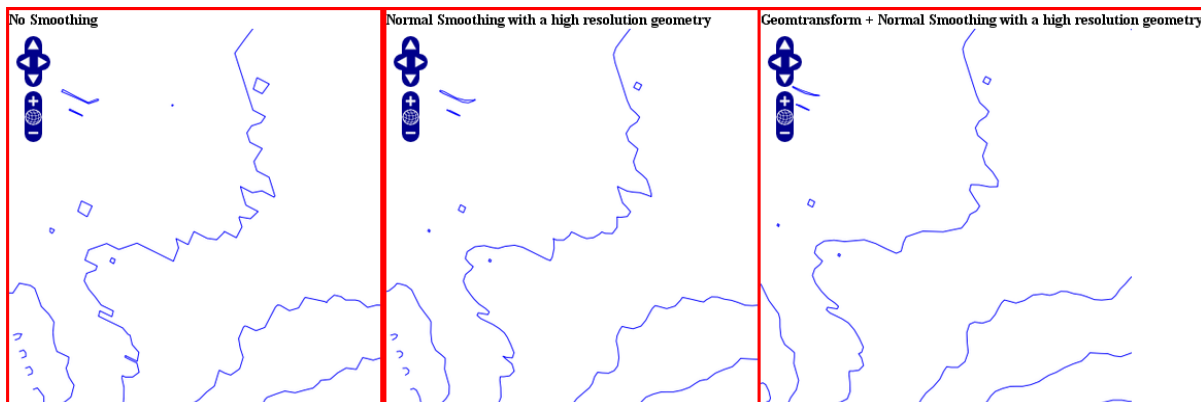 No Smoothing
Normal Smoothing with a high resolution geometry
Geomtransform + Normal Smoothing with a high resolution geometry